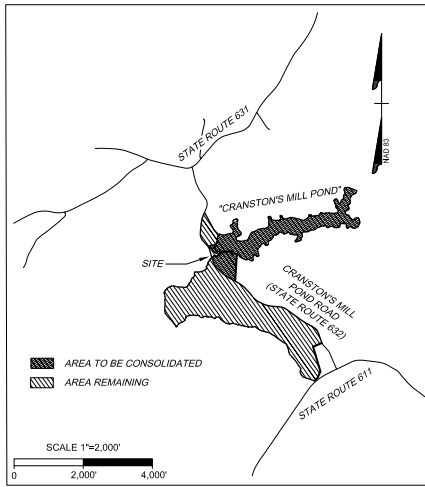 STATE ROUTE 631
NAD 83
"CRANSTON'S MILL POND"
SITE
CRANSTON'S MILL
POND ROAD
(STATE ROUTE 632)
AREA TO BE CONSOLIDATED
AREA REMAINING
STATE ROUTE 611
SCALE 1"=2,000'
0 2,000' 4,000'